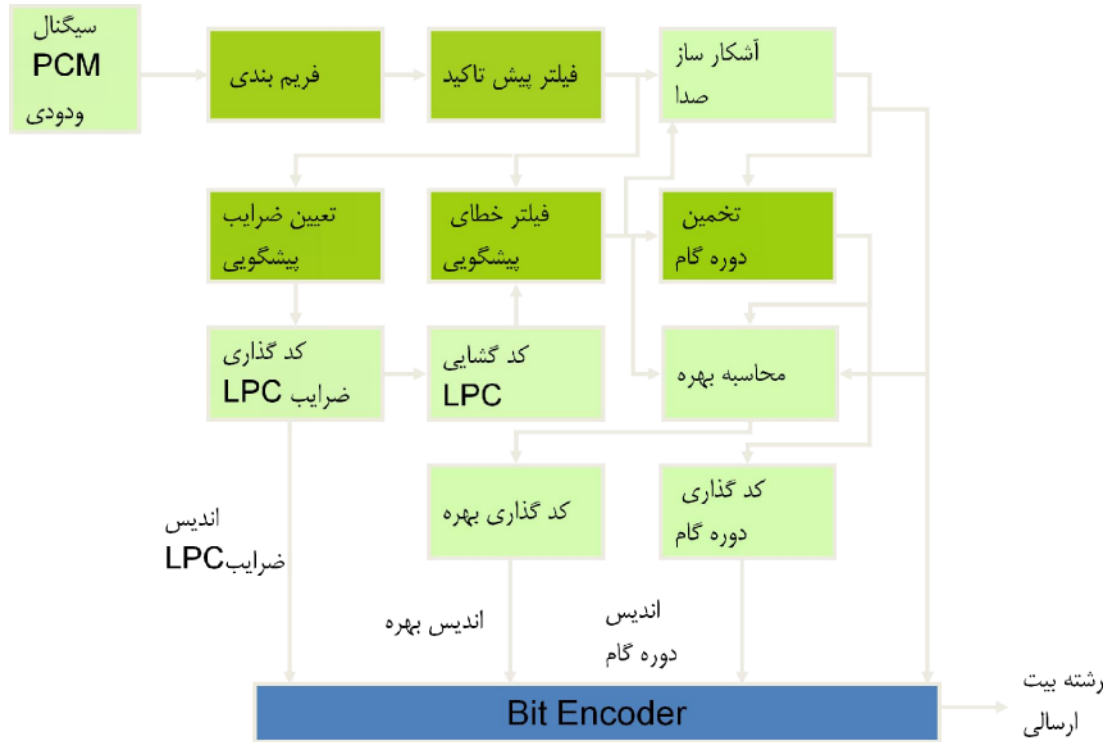 سیگنال
PCM
ودودی
فریم بندی
فیلتر پیش تاکید
آشکار ساز
صدا
تعیین ضرایب
پیشگویی
فیلتر خطای
پیشگویی
تخمین
دوره گام
کد گذاری
ضرایب LPC
کد گشایی
LPC
محاسبه بهره
کد گذاری بهره
کد گذاری
دوره گام
اندیس
ضرایبLPC
اندیس بهره
اندیس
دوره گام
Bit Encoder
رشته بیت
ارسالی